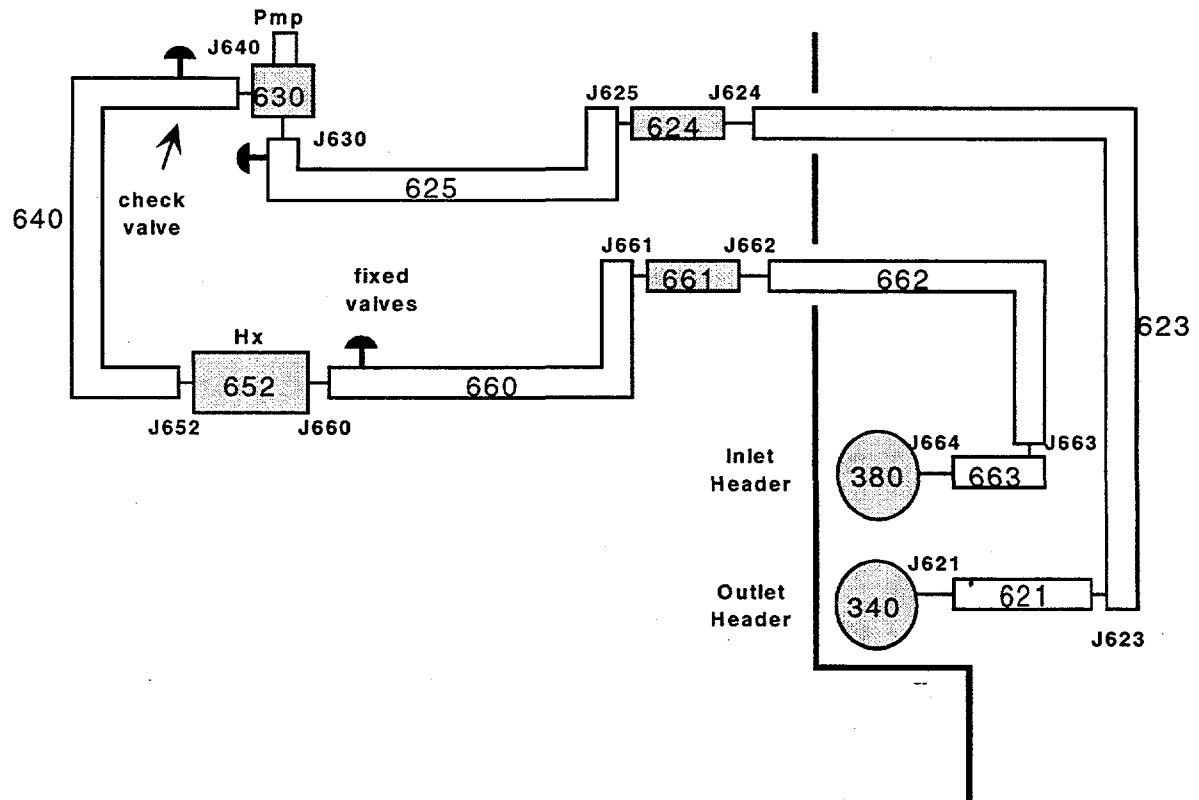 Pmp
J640
630
J630
J625
J624
624
625
check
valve
640
J661
J662
661
662
623
fixed
valves
Hx
652
660
J652
J660
Inlet
Header
380
J664
J663
663
Outlet
Header
340
J621
621
J623